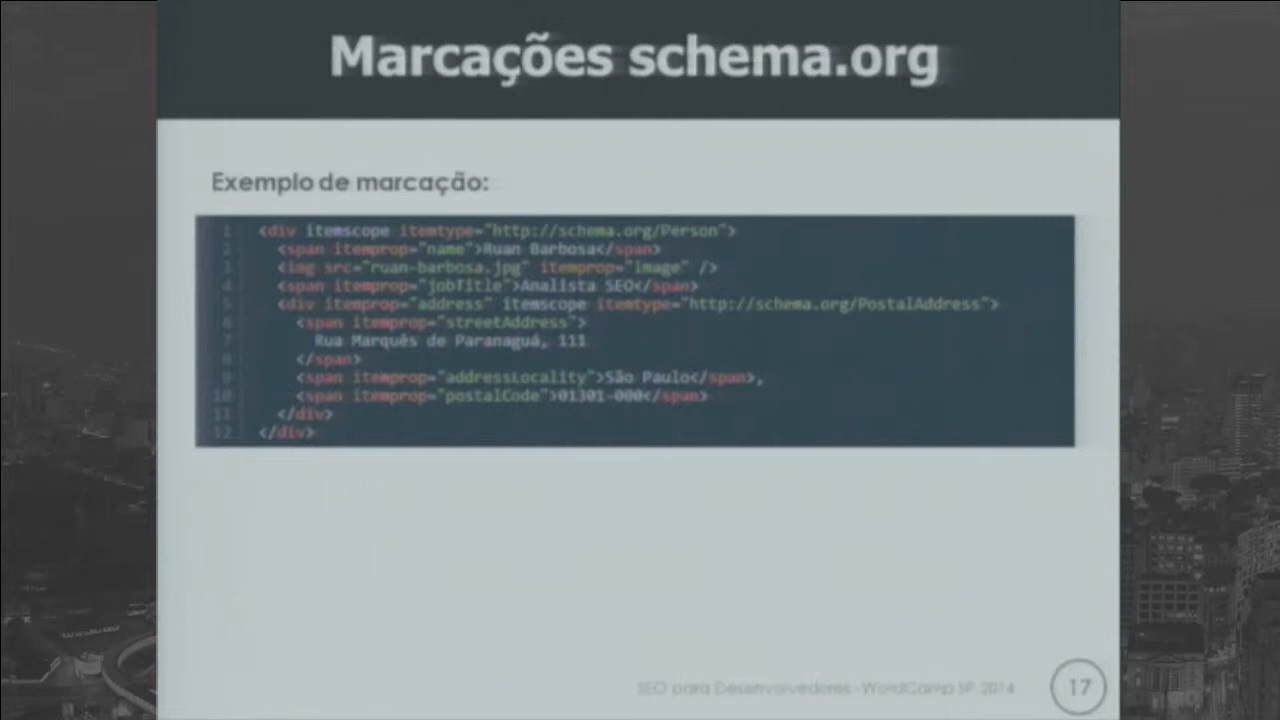 Marcações schema.org
Exemplo de marcação:
1 <div itemscope itemtype="http://schema.org/Person">
2 <span itemprop="name">Ruan Barbosa</span>
3 <img src="ruan-barbosa.jpg" itemprop="image" />
4 <span itemprop="jobTitle">Analista SEO</span>
5 <div itemprop="address" itemscope itemtype="http://schema.org/PostalAddress">
6 <span itemprop="streetAddress">
7 Rua Marquês de Paranaguá, 111
8 </span>
9 <span itemprop="addressLocality">São Paulo</span>,
10 <span itemprop="postalCode">01301-000</span>
11 </div>
12 </div>
SEO para Desenvolvedores - WordCamp SP 2014
17